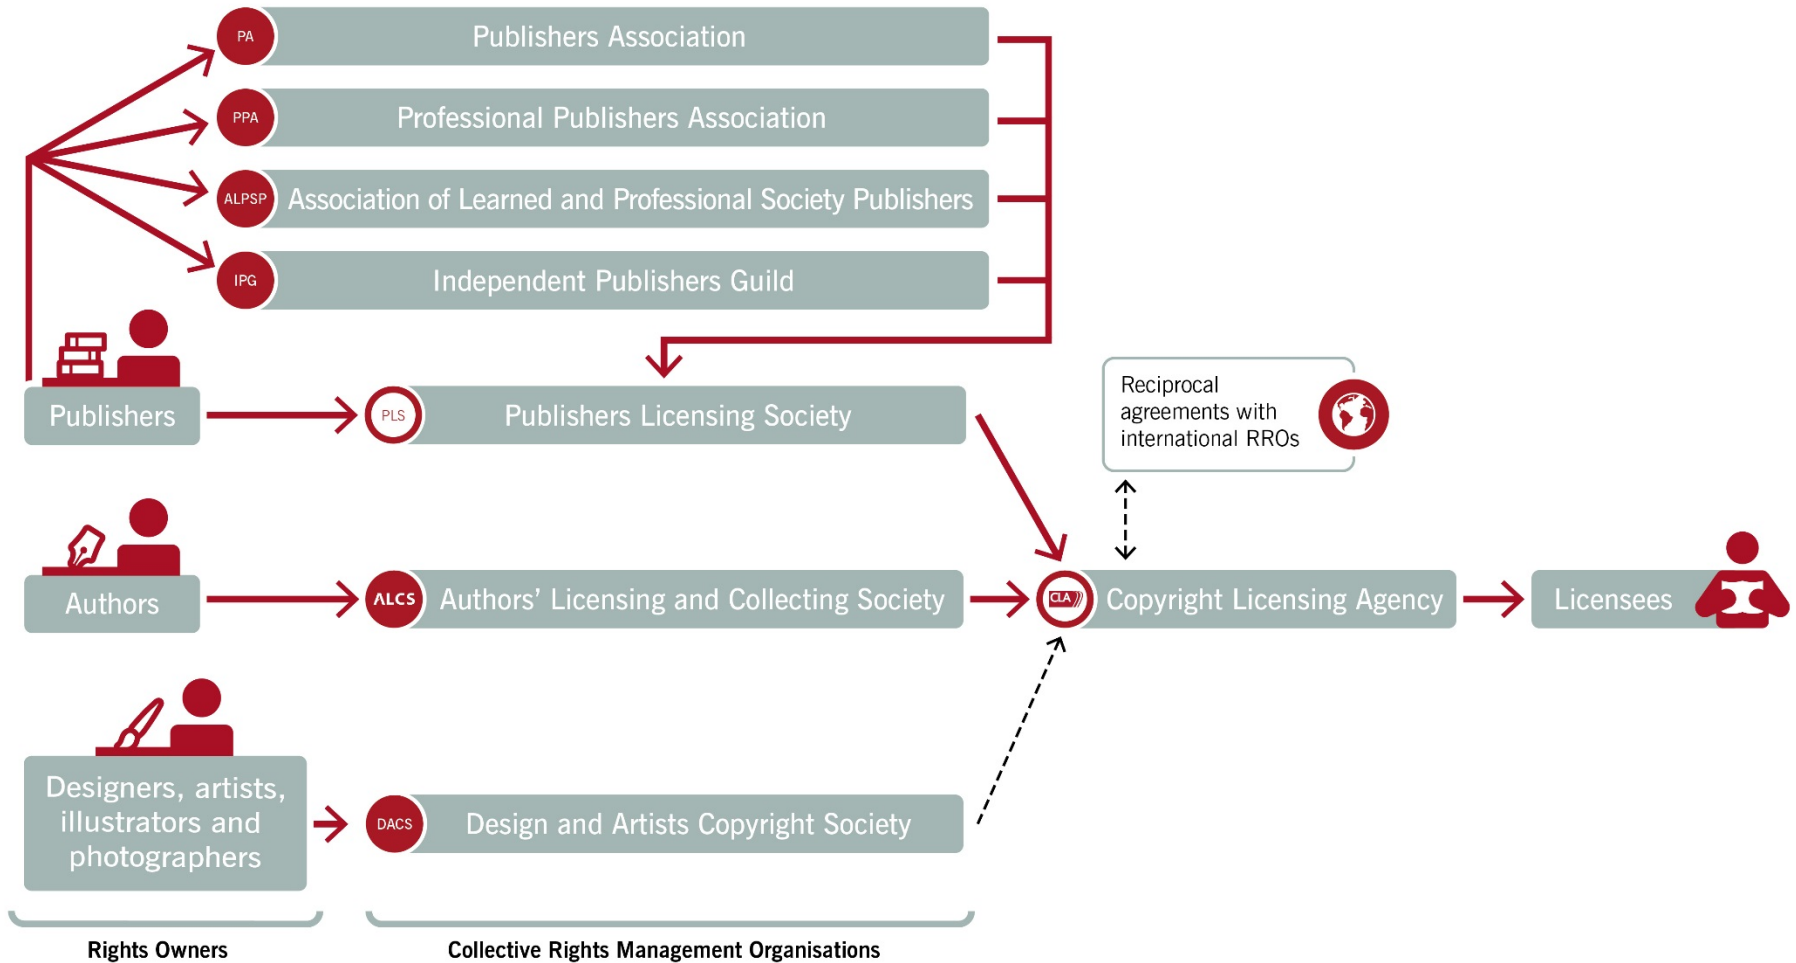 PA
Publishers Association
PPA
Professional Publishers Association
ALPSP
Association of Learned and Professional Society Publishers
IPG
Independent Publishers Guild
Publishers
PLS
Publishers Licensing Society
Reciprocal
agreements with
international RROs
Authors
ALCS
Authors’ Licensing and Collecting Society
CLA
Copyright Licensing Agency
Licensees
Designers, artists,
illustrators and
photographers
DACS
Design and Artists Copyright Society
Rights Owners
Collective Rights Management Organisations